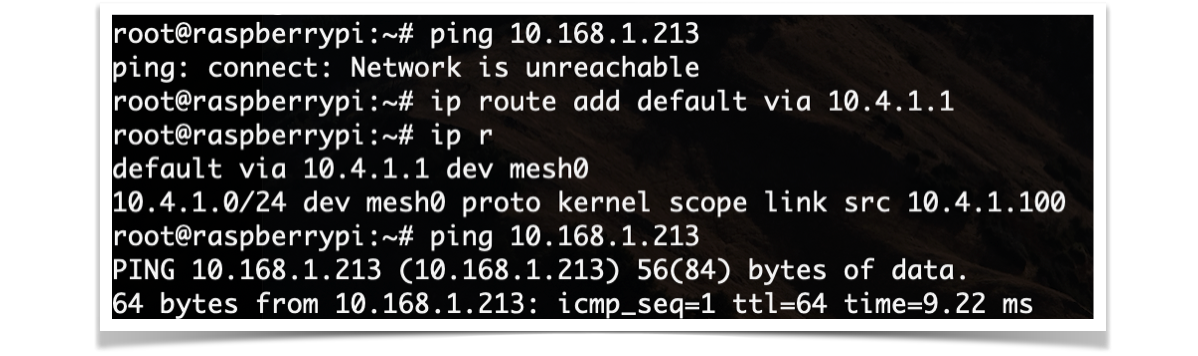 root@raspberrypi:~# ping 10.168.1.213
ping: connect: Network is unreachable
root@raspberrypi:~# ip route add default via 10.4.1.1
root@raspberrypi:~# ip r
default via 10.4.1.1 dev mesh0
10.4.1.0/24 dev mesh0 proto kernel scope link src 10.4.1.100
root@raspberrypi:~# ping 10.168.1.213
PING 10.168.1.213 (10.168.1.213) 56(84) bytes of data.
64 bytes from 10.168.1.213: icmp_seq=1 ttl=64 time=9.22 ms